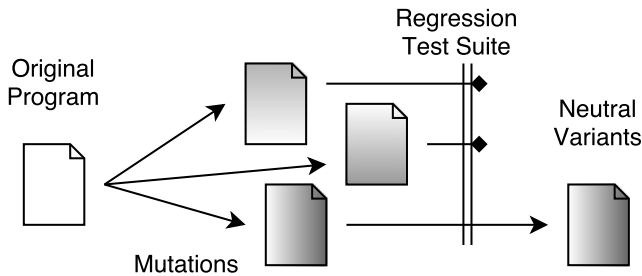 Regression
Test Suite
Original
Program
Neutral
Variants
Mutations